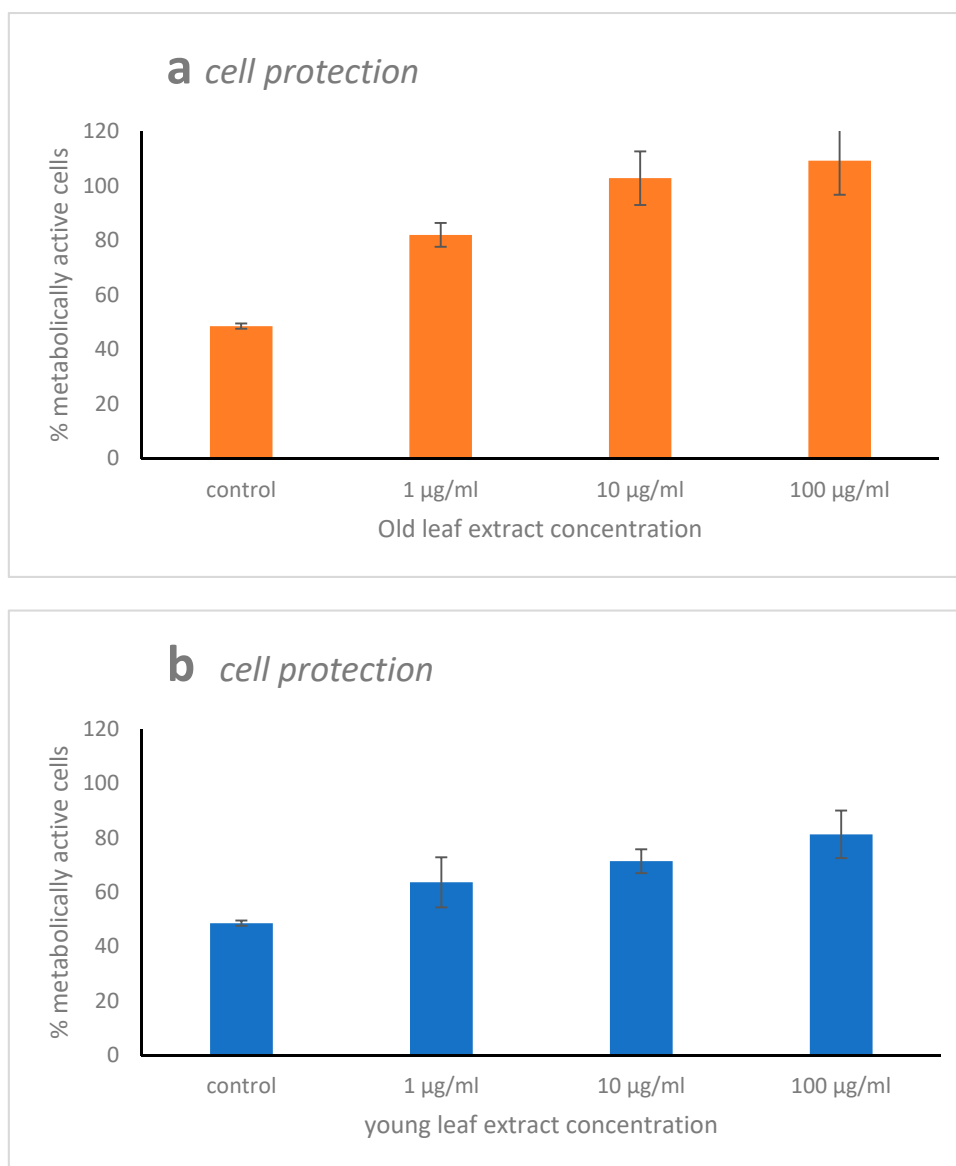 a cell protection
120
100
80
60
40
20
0
% metabolically active cells
control 1 µg/ml 10 µg/ml 100 µg/ml
Old leaf extract concentration
b cell protection
120
100
80
60
40
20
0
% metabolically active cells
control 1 µg/ml 10 µg/ml 100 µg/ml
young leaf extract concentration